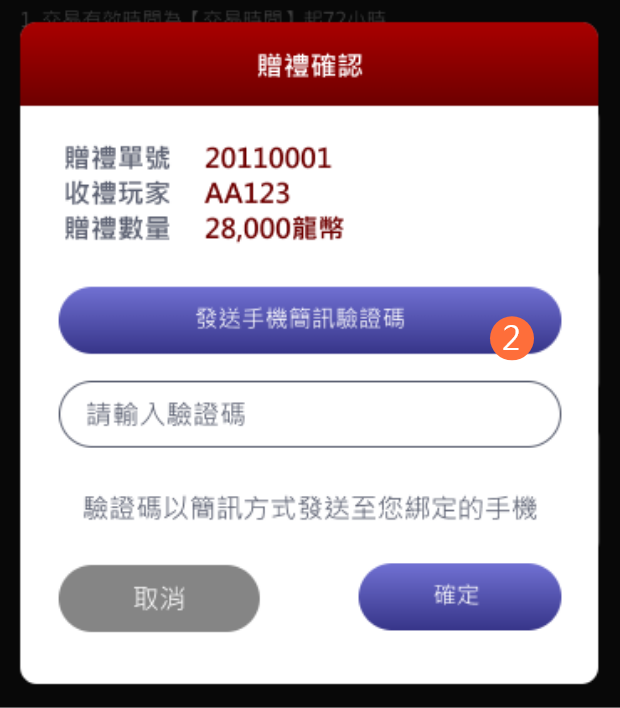 1. 交易有效時間為【交易時間】起72小時
贈禮確認
贈禮單號 20110001
收禮玩家 AA123
贈禮數量 28,000龍幣
發送手機簡訊驗證碼
2
請輸入驗證碼
驗證碼以簡訊方式發送至您綁定的手機
取消 確定